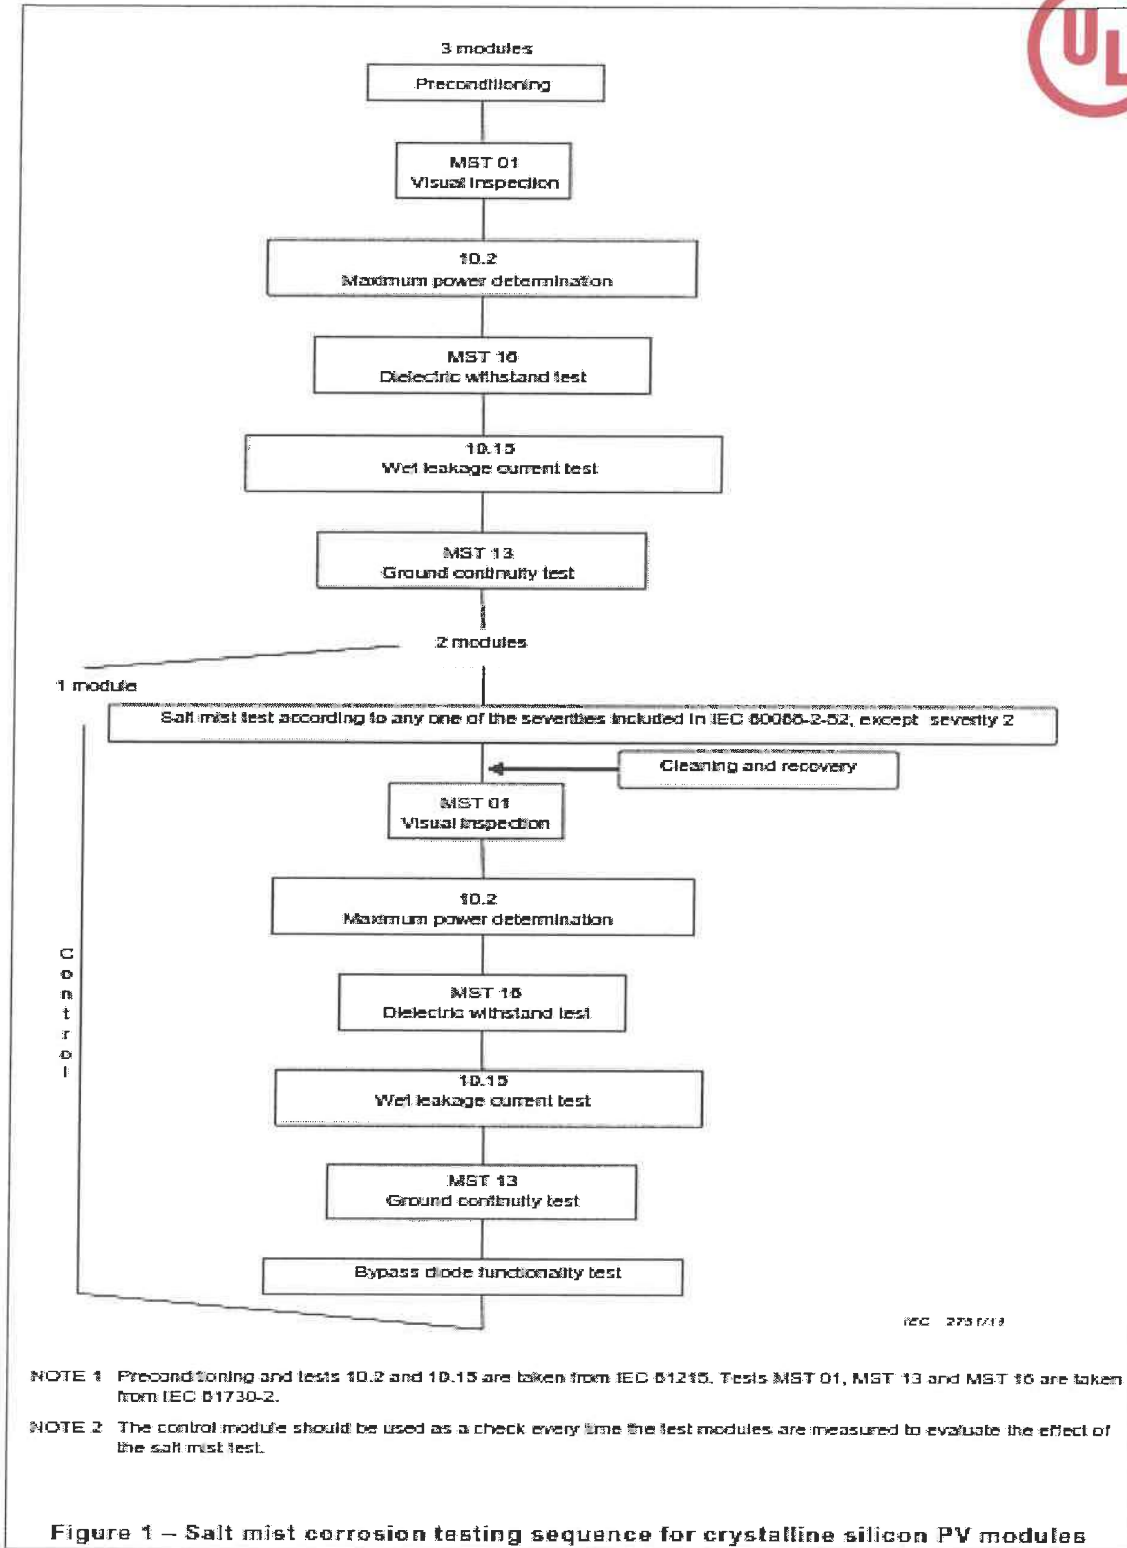 UL
3 modules
Preconditioning
MST 01
Visual inspection
10.2
Maximum power determination
MST 16
Dielectric withstand test
10.15
Wet leakage current test
MST 13
Ground continuity test
2 modules
1 module
Salt mist test according to any one of the severities included in IEC 60068-2-52, except severity 2
Cleaning and recovery
MST 01
Visual inspection
10.2
Maximum power determination
MST 16
Dielectric withstand test
10.15
Wet leakage current test
MST 13
Ground continuity test
Bypass diode functionality test
Control
IEC
NOTE 1 Preconditioning and tests 10.2 and 10.15 are taken from IEC 61215. Tests MST 01, MST 13 and MST 16 are taken
from IEC 61730-2.
NOTE 2 The control module should be used as a check every time the test modules are measured to evaluate the effect of
the salt mist test.
Figure 1 – Salt mist corrosion testing sequence for crystalline silicon PV modules